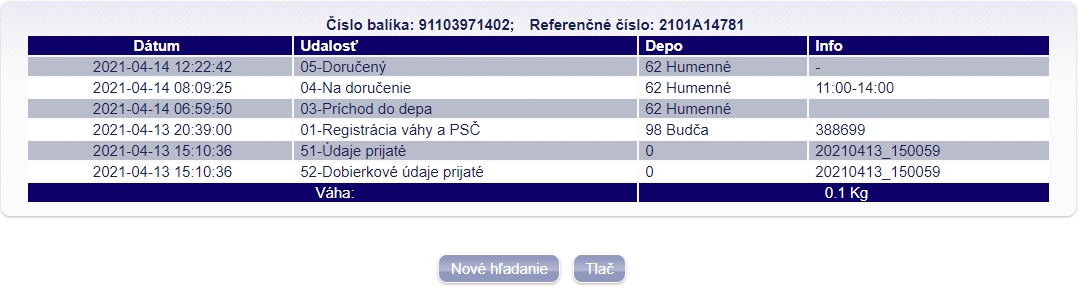 Číslo balíka: 91103971402; Referenčné číslo: 2101A14781
Dátum Udalosť Depo Info
2021-04-14 12:22:42 05-Doručený 62 Humenné -
2021-04-14 08:09:25 04-Na doručenie 62 Humenné 11:00-14:00
2021-04-14 06:59:50 03-Príchod do depa 62 Humenné
2021-04-13 20:39:00 01-Registrácia váhy a PSČ 98 Budča 388699
2021-04-13 15:10:36 51-Údaje prijaté 0 20210413_150059
2021-04-13 15:10:36 52-Dobierkové údaje prijaté 0 20210413_150059
Váha: 0.1 Kg
Nové hľadanie Tlač